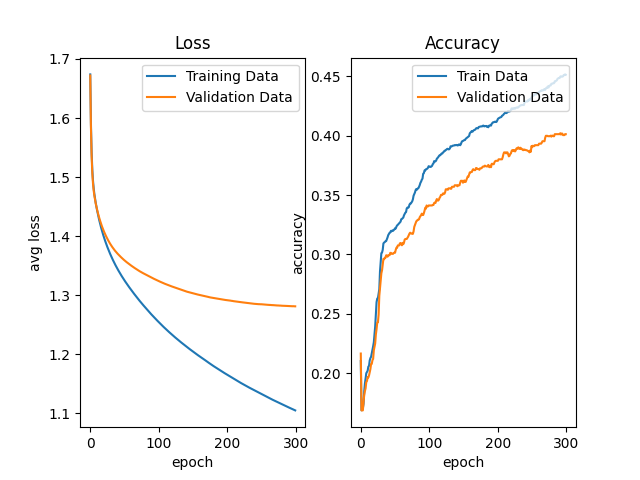 Loss
Training Data
Validation Data
1.7
1.6
1.5
1.4
1.3
1.2
1.1
avg loss
0
100
200
300
epoch
Accuracy
Train Data
Validation Data
0.45
0.40
0.35
0.30
0.25
0.20
accuracy
0
100
200
300
epoch